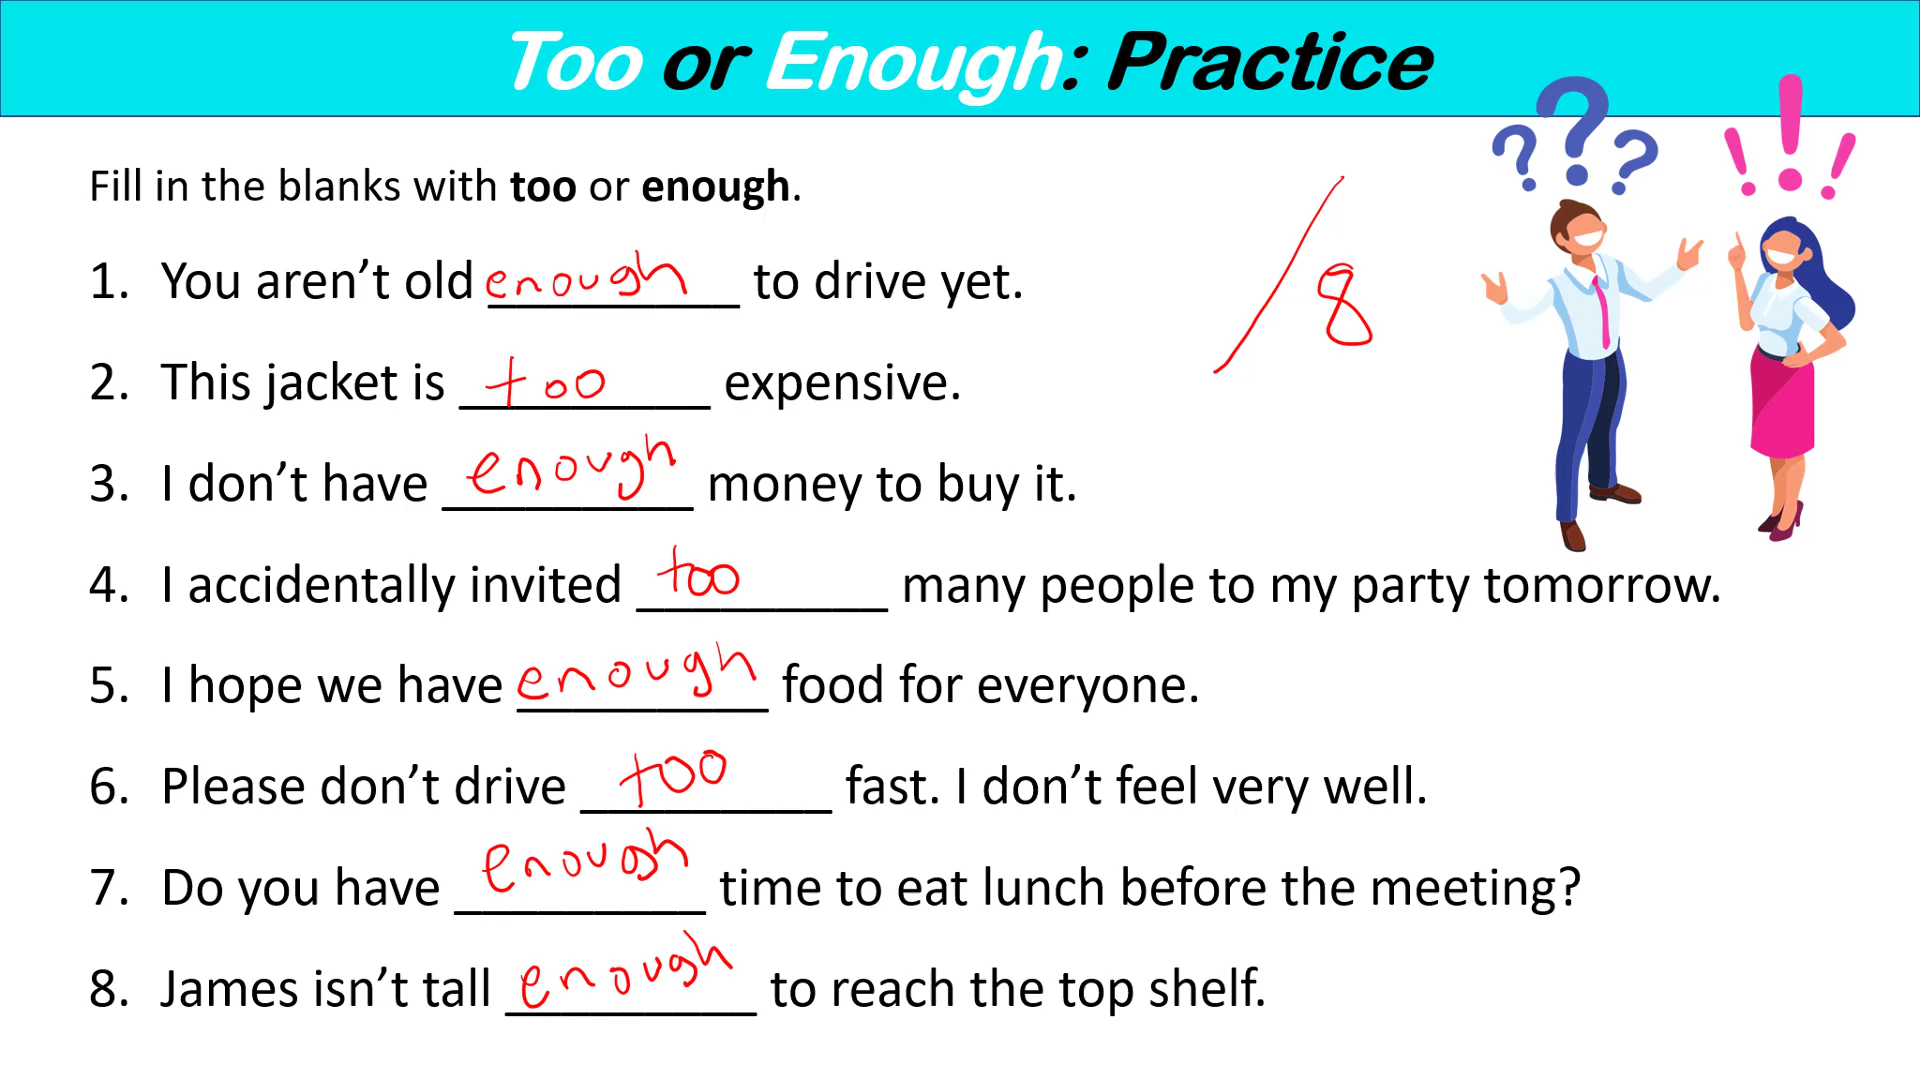 Too or Enough: Practice
Fill in the blanks with too or enough.
/8
1. You aren't old enough to drive yet.
2. This jacket is too expensive.
3. I don't have enough money to buy it.
4. I accidentally invited too many people to my party tomorrow.
5. I hope we have enough food for everyone.
6. Please don't drive too fast. I don't feel very well.
7. Do you have enough time to eat lunch before the meeting?
8. James isn't tall enough to reach the top shelf.